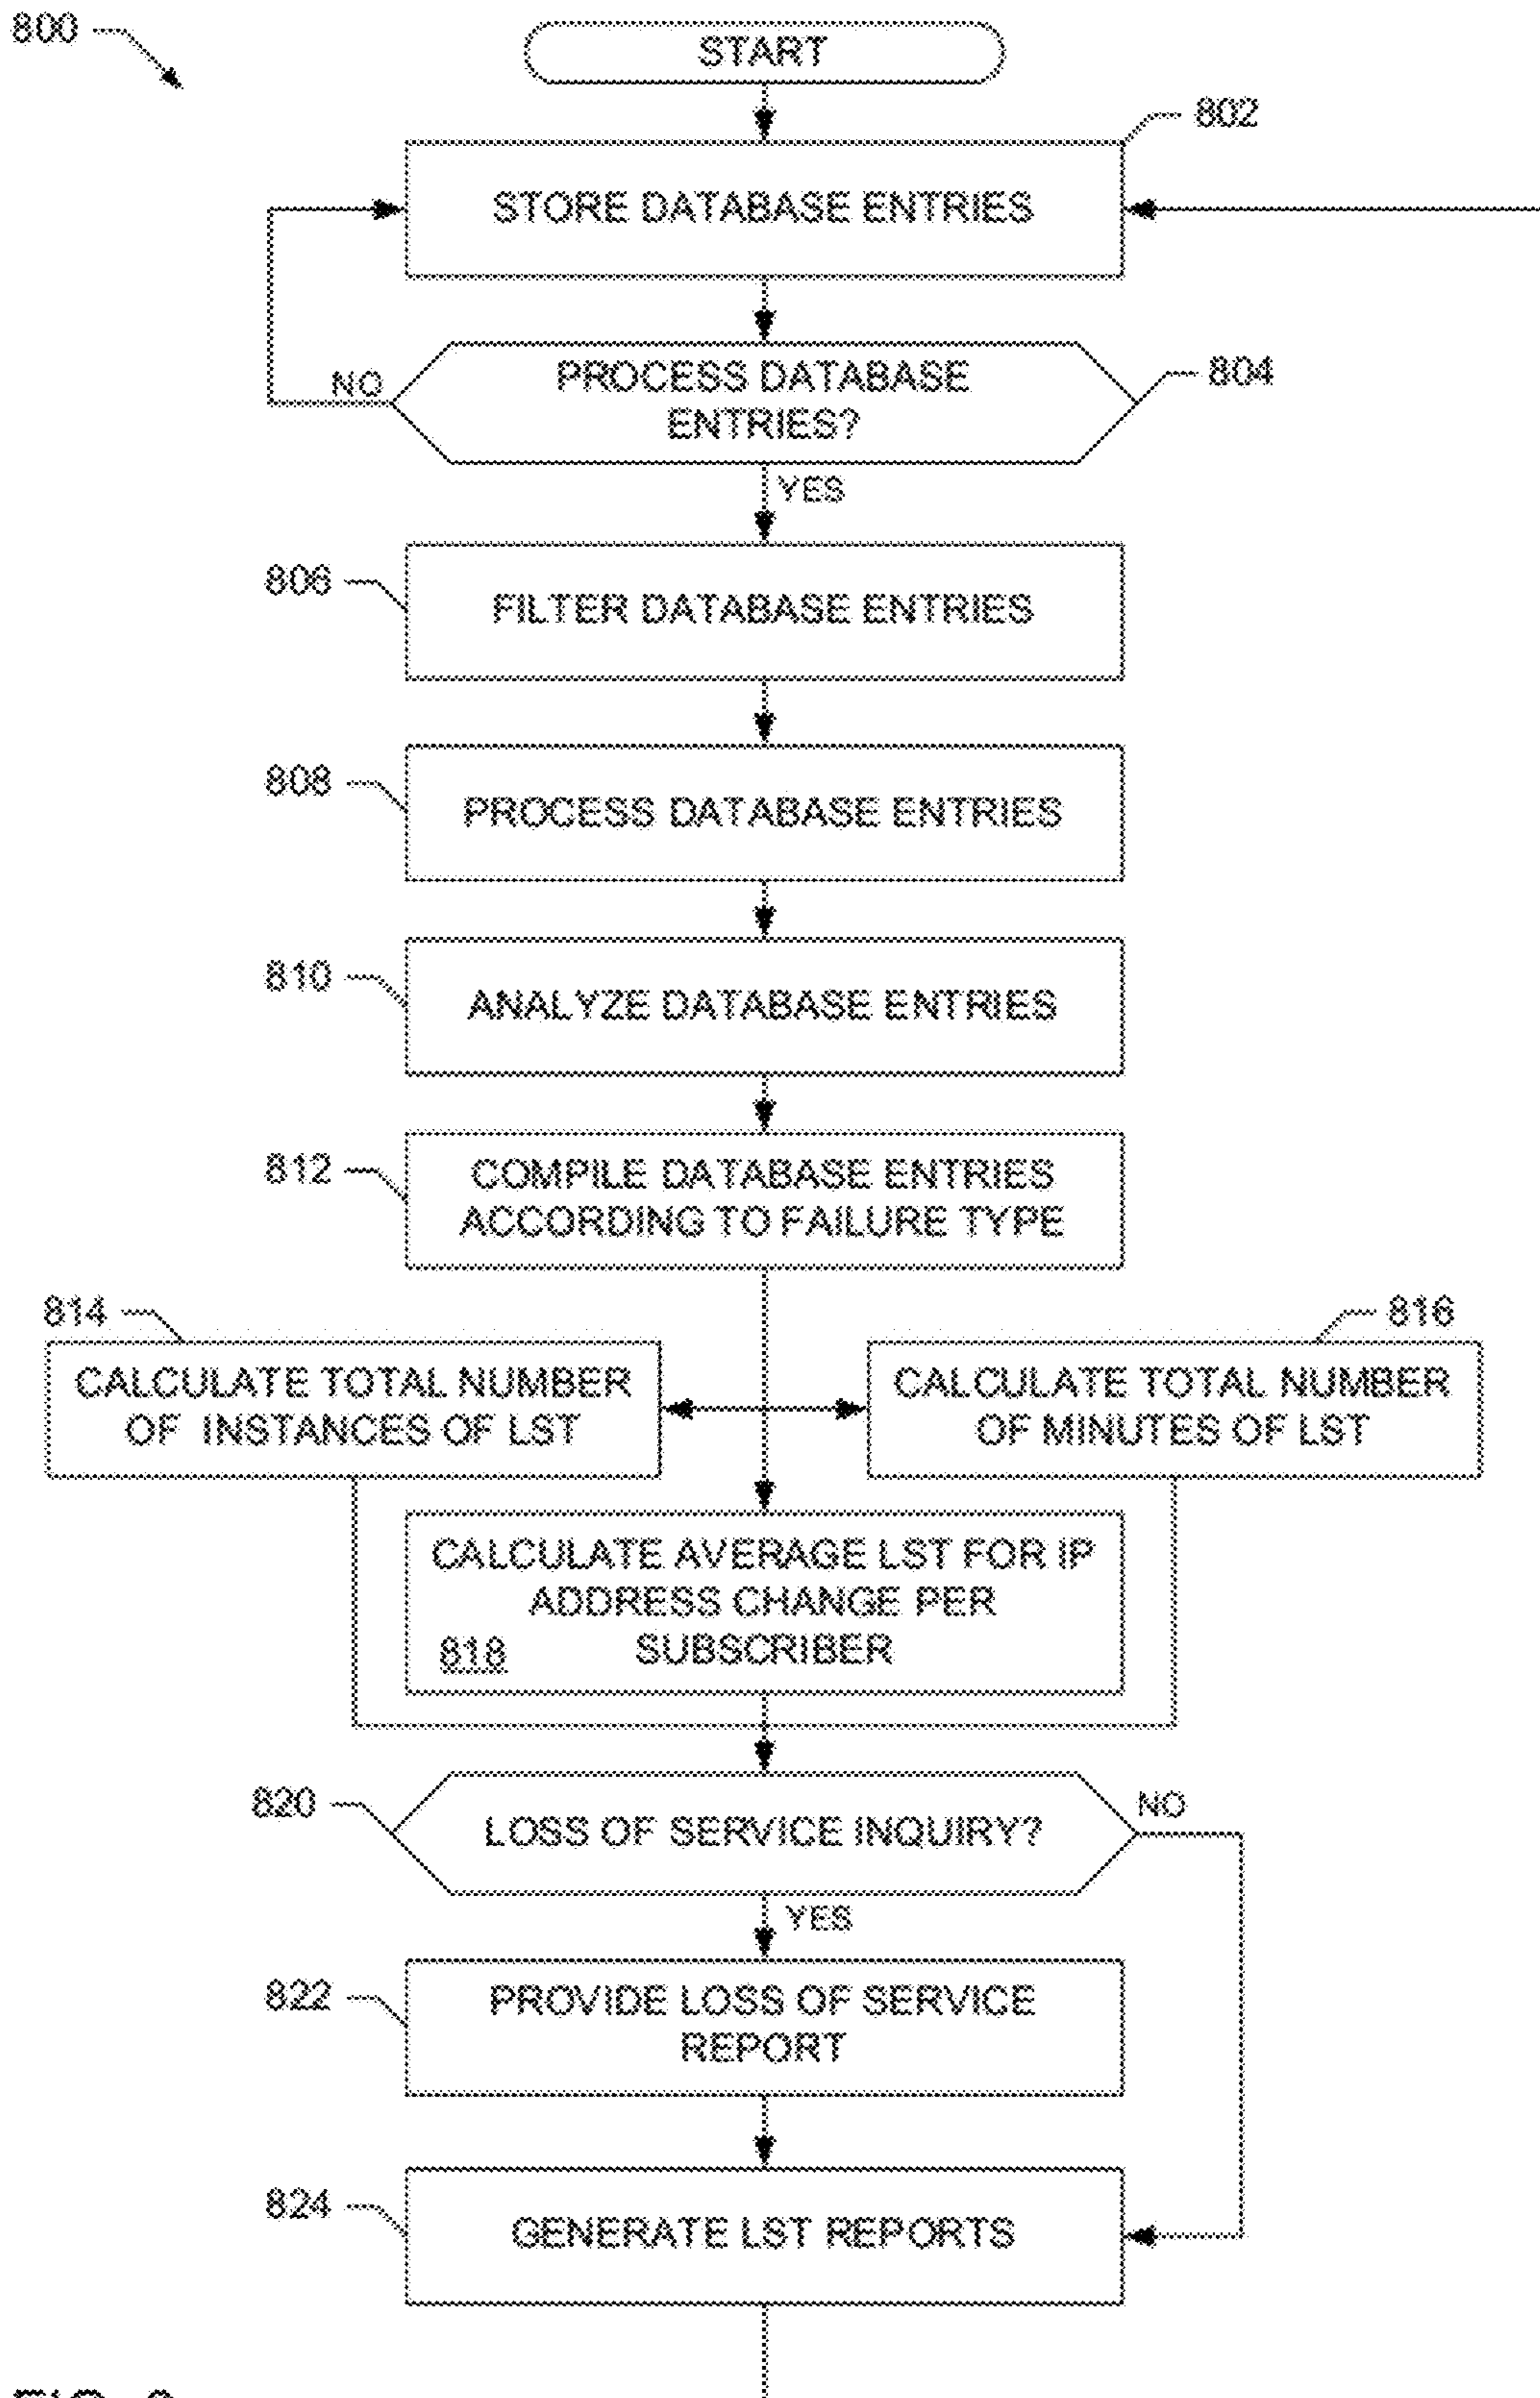 800
START
802
STORE DATABASE ENTRIES
NO
PROCESS DATABASE
ENTRIES?
804
YES
806
FILTER DATABASE ENTRIES
808
PROCESS DATABASE ENTRIES
810
ANALYZE DATABASE ENTRIES
812
COMPILE DATABASE ENTRIES
ACCORDING TO FAILURE TYPE
814
816
CALCULATE TOTAL NUMBER
OF INSTANCES OF LST
CALCULATE TOTAL NUMBER
OF MINUTES OF LST
CALCULATE AVERAGE LST FOR IP
ADDRESS CHANGE PER
SUBSCRIBER
818
820
LOSS OF SERVICE INQUIRY?
NO
YES
822
PROVIDE LOSS OF SERVICE
REPORT
824
GENERATE LST REPORTS